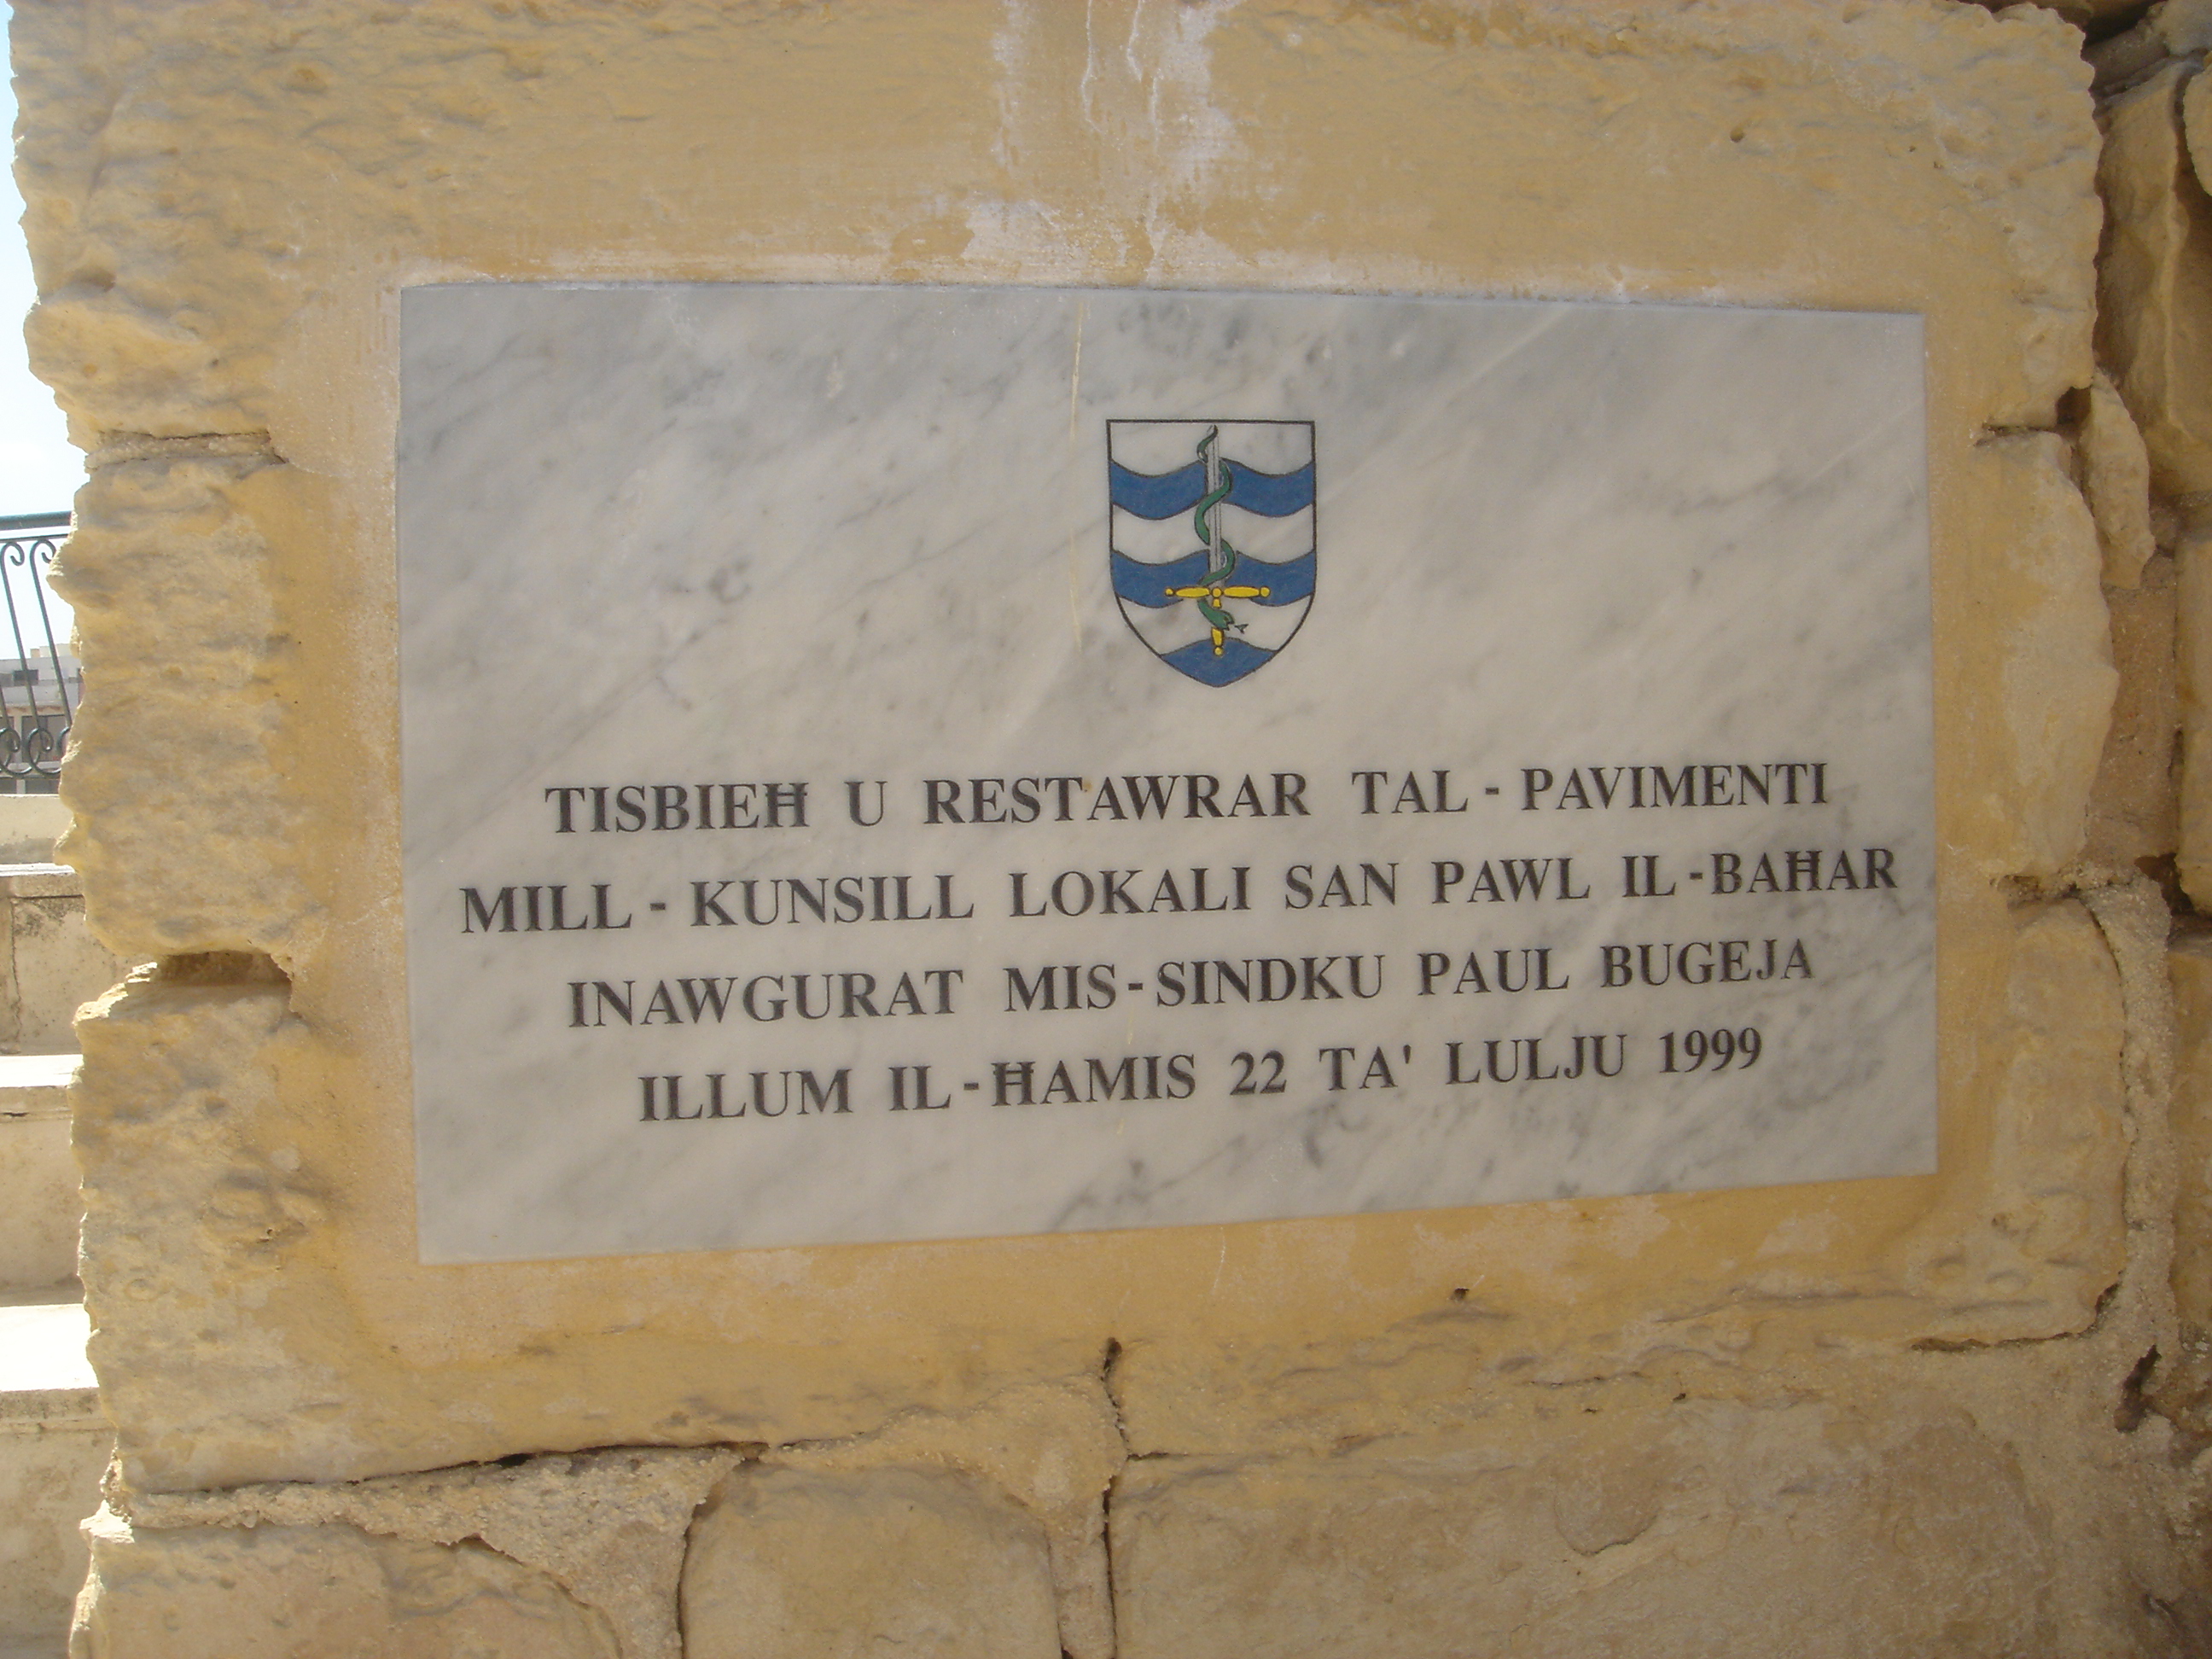 TISBIEĦ U RESTAWRAR TAL - PAVIMENTI
MILL - KUNSILL LOKALI SAN PAWL IL - BAĦAR
INAWGURAT MIS - SINDKU PAUL BUGEJA
ILLUM IL - ĦAMIS 22 TA' LULJU 1999